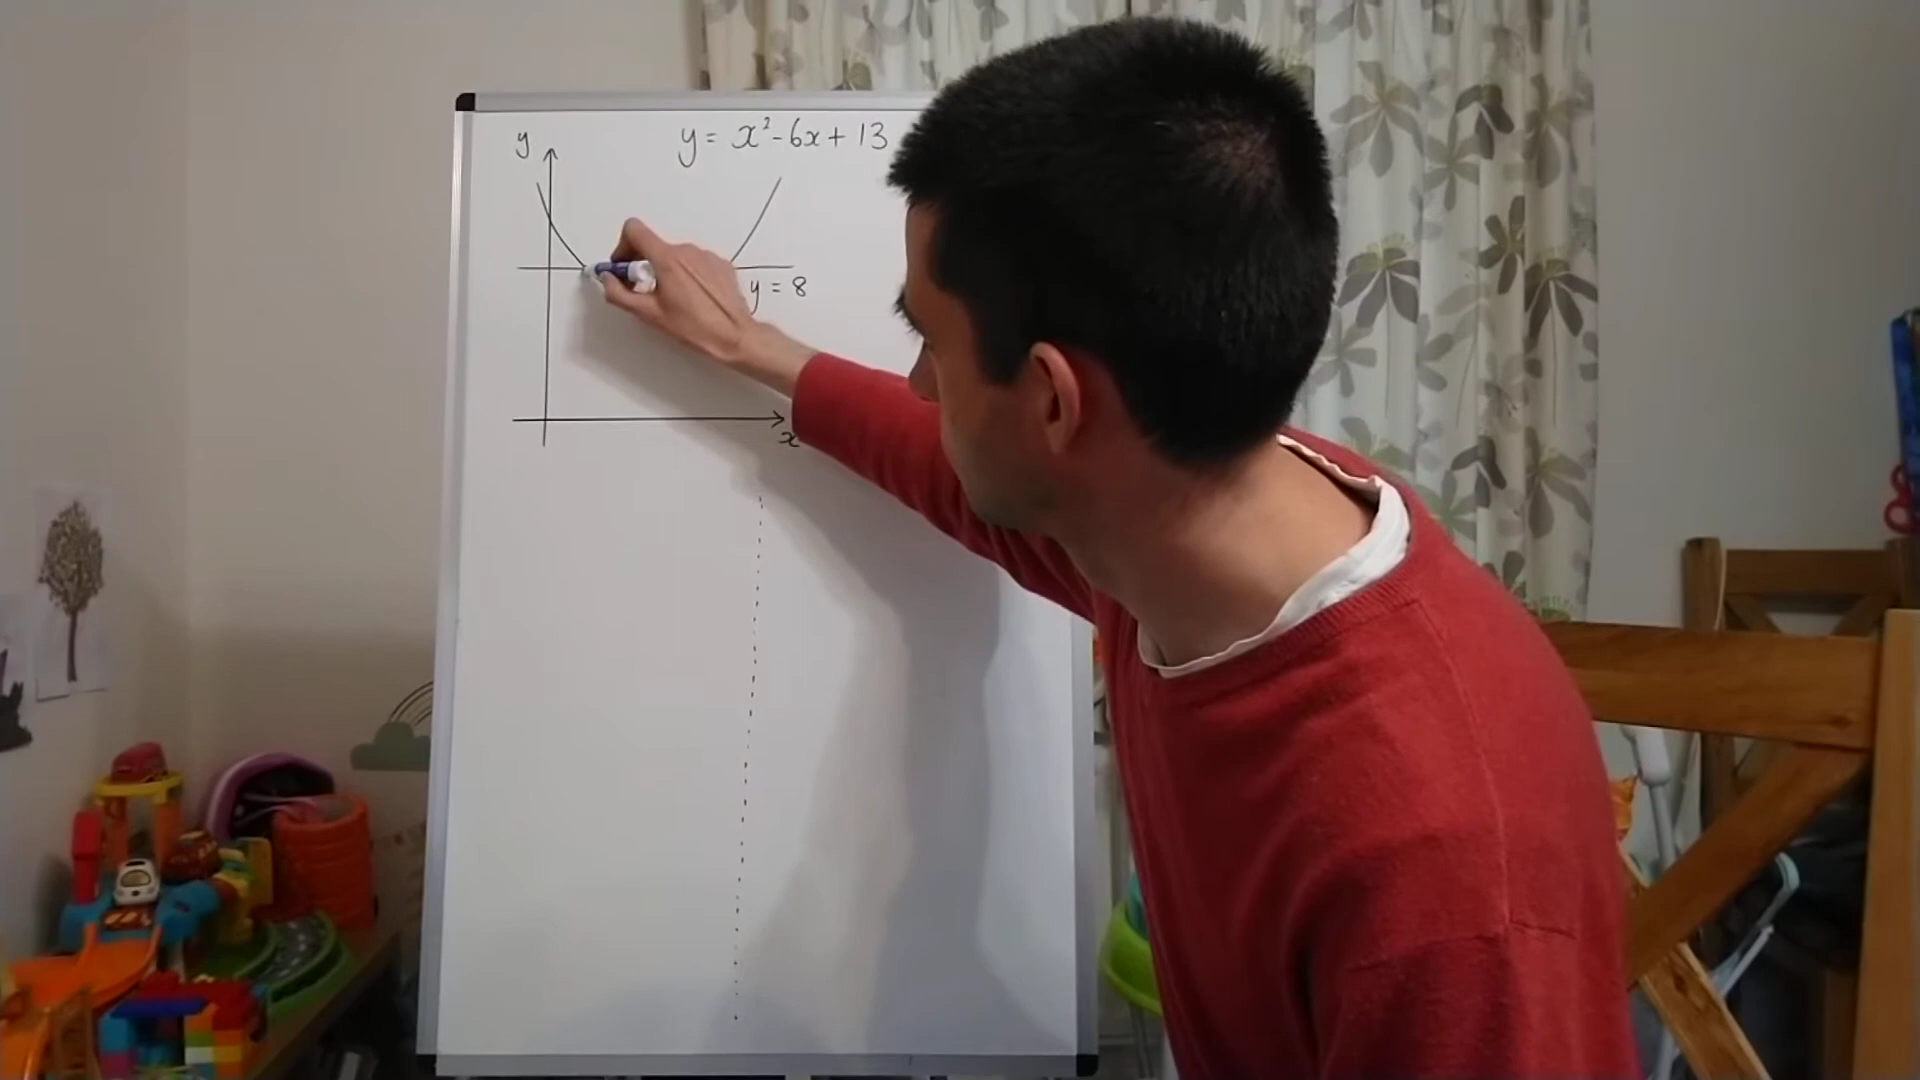 y
y = x² - 6x + 13
y = 8
x